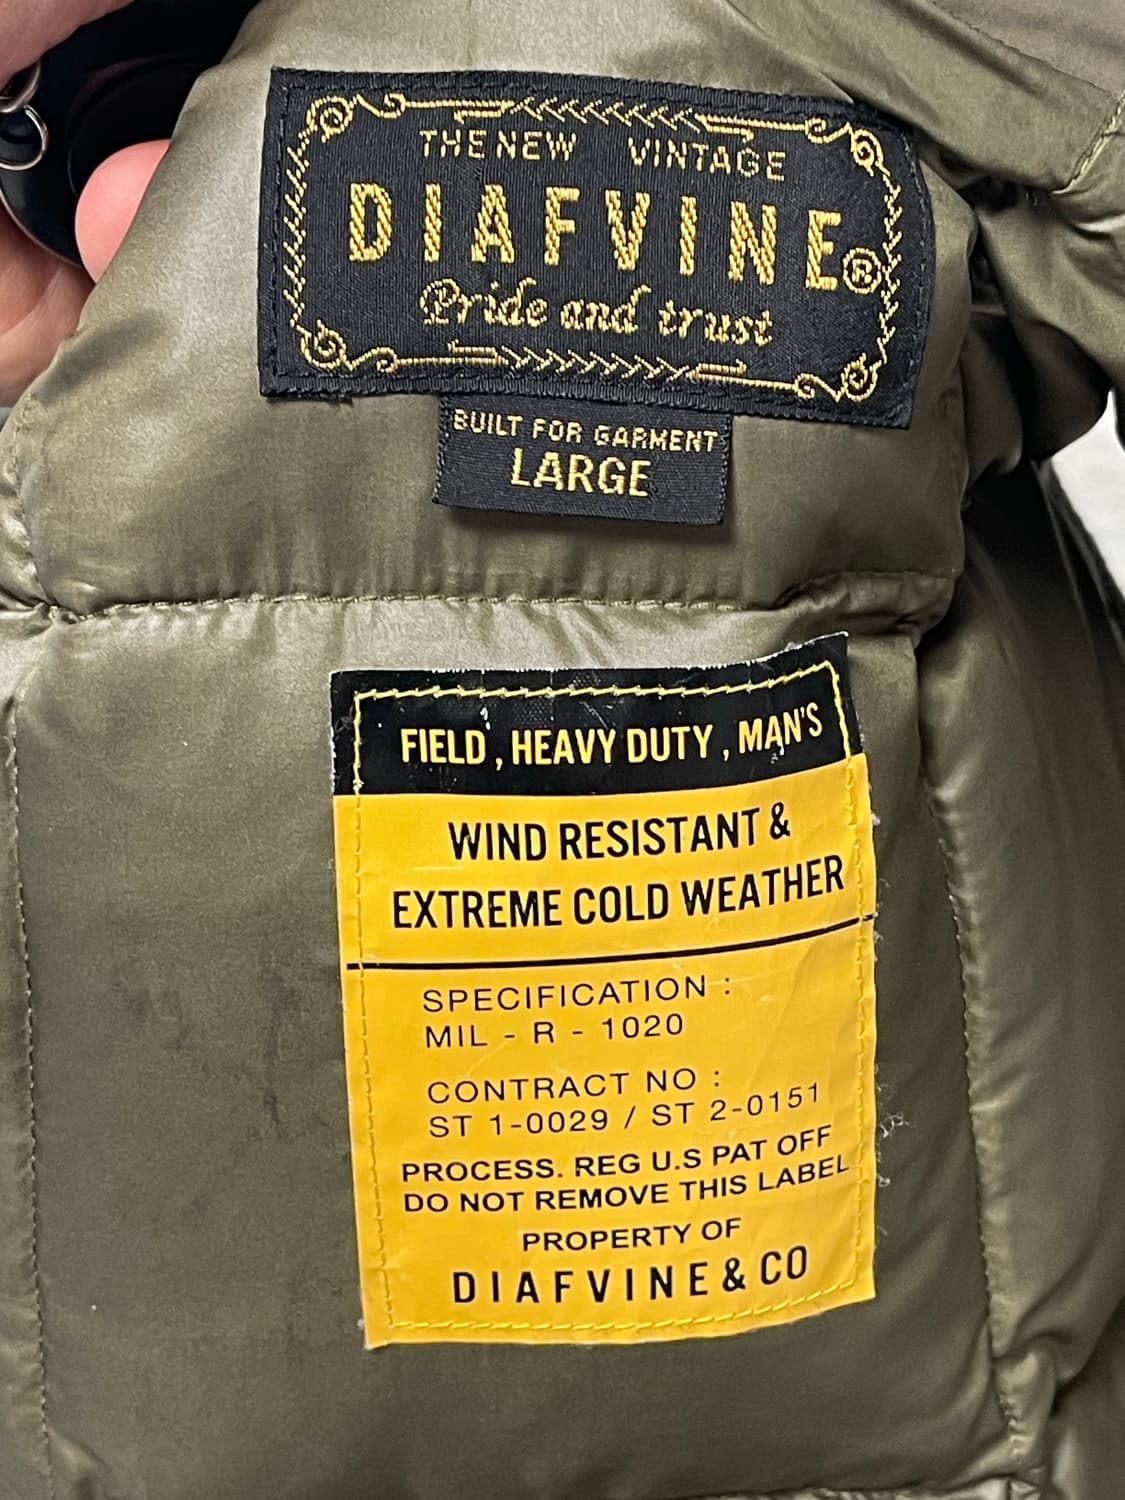 THE NEW VINTAGE
DIAFVINE®
Pride and trust
BUILT FOR GARMENT
LARGE
FIELD , HEAVY DUTY , MAN'S
WIND RESISTANT &
EXTREME COLD WEATHER
SPECIFICATION :
MIL - R - 1020
CONTRACT NO :
ST 1-0029 / ST 2-0151
PROCESS. REG U.S PAT OFF
DO NOT REMOVE THIS LABEL
PROPERTY OF
DIAFVINE & CO